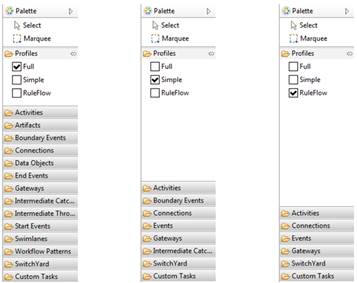 Palette
Select
Marquee
Profiles
Full
Simple
RuleFlow
Activities
Artifacts
Boundary Events
Connections
Data Objects
End Events
Gateways
Intermediate Catc...
Intermediate Thro...
Start Events
Swimlanes
Workflow Patterns
SwitchYard
Custom Tasks
Palette
Select
Marquee
Profiles
Full
Simple
RuleFlow
Activities
Boundary Events
Connections
Events
Gateways
Intermediate Catc...
SwitchYard
Custom Tasks
Palette
Select
Marquee
Profiles
Full
Simple
RuleFlow
Activities
Connections
Events
Gateways
SwitchYard
Custom Tasks